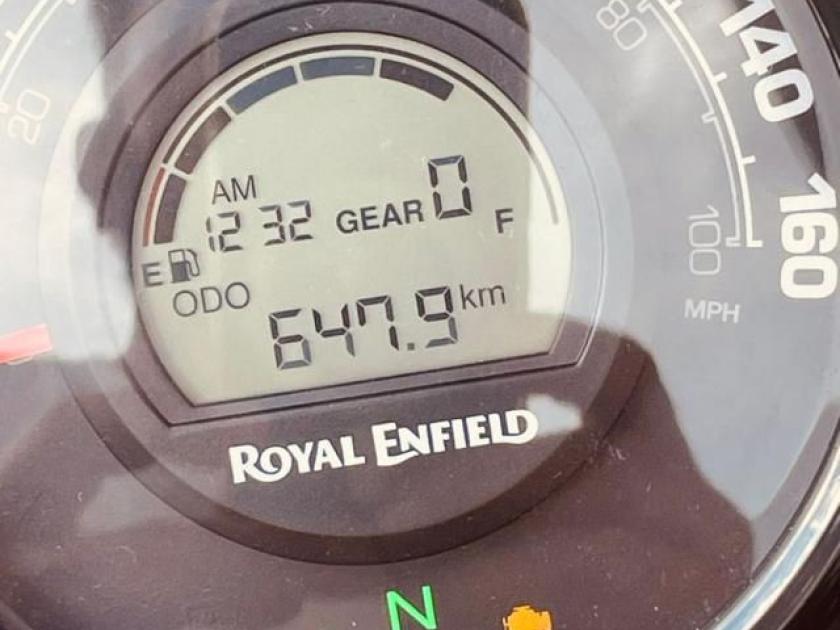 20
80
140
160
100
MPH
AM
12 32 GEAR 0
E F
ODO
647.9 km
ROYAL ENFIELD
N